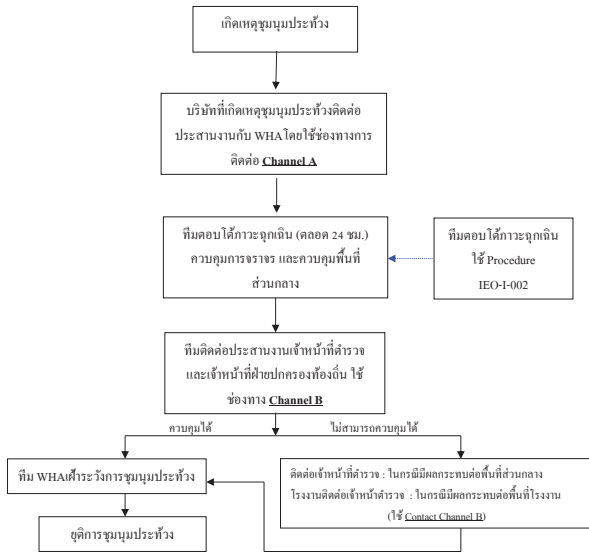 เกิดเหตุชุมนุมประท้วง
บริษัทที่เกิดเหตุชุมนุมประท้วงติดต่อ
ประสานงานกับ WHA โดยใช้ช่องทางการ
ติดต่อ Channel A
ทีมตอบโต้ภาวะฉุกเฉิน (ตลอด 24 ชม.)
ควบคุมการจราจร และควบคุมพื้นที่
ส่วนกลาง
ทีมตอบโต้ภาวะฉุกเฉิน
ใช้ Procedure
IEO-I-002
ทีมติดต่อประสานงานเจ้าหน้าที่ตำรวจ
และเจ้าหน้าที่ฝ่ายปกครองท้องถิ่น ใช้
ช่องทาง Channel B
ควบคุมได้
ไม่สามารถควบคุมได้
ทีม WHAเฝ้าระวังการชุมนุมประท้วง
ติดต่อเจ้าหน้าที่ตำรวจ : ในกรณีมีผลกระทบต่อพื้นที่ส่วนกลาง
โรงงานติดต่อเจ้าหน้าตำรวจ : ในกรณีมีผลกระทบต่อพื้นที่โรงงาน
(ใช้ Contact Channel B)
ยุติการชุมนุมประท้วง